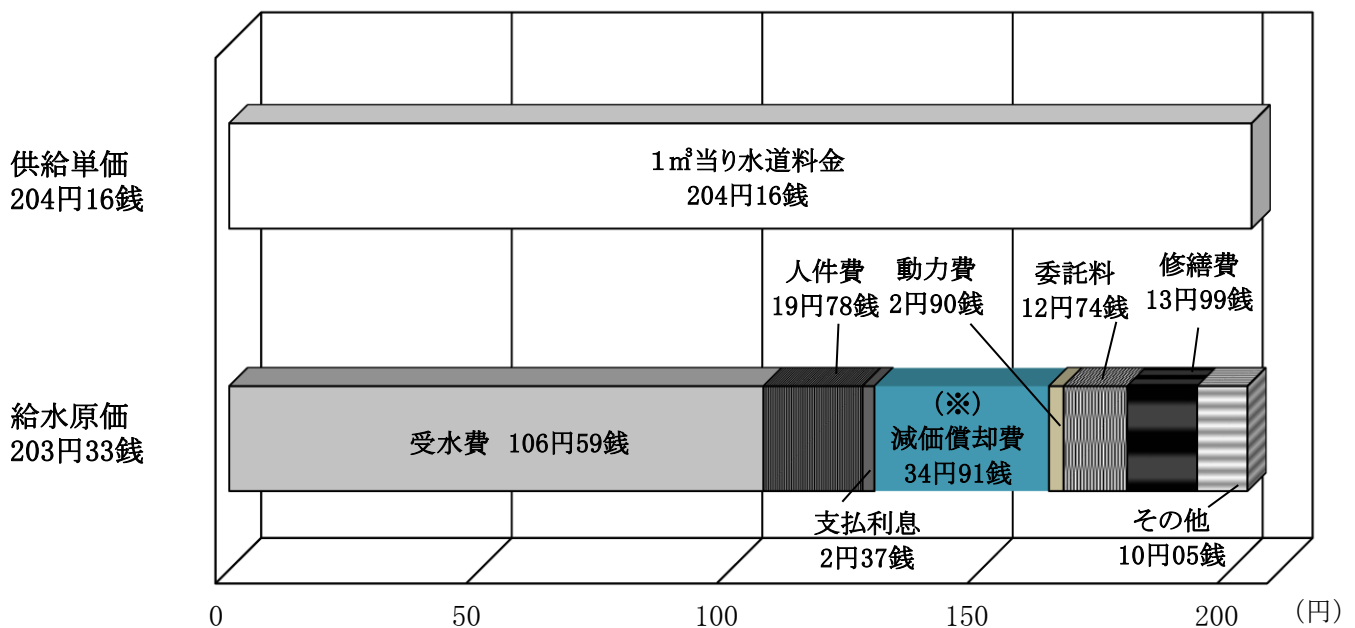 供給単価
204円16銭
1㎥当り水道料金
204円16銭
人件費
19円78銭
動力費
2円90銭
委託料
12円74銭
修繕費
13円99銭
給水原価
203円33銭
受水費 106円59銭
(※)
減価償却費
34円91銭
支払利息
2円37銭
その他
10円05銭
0 50 100 150 200 (円)